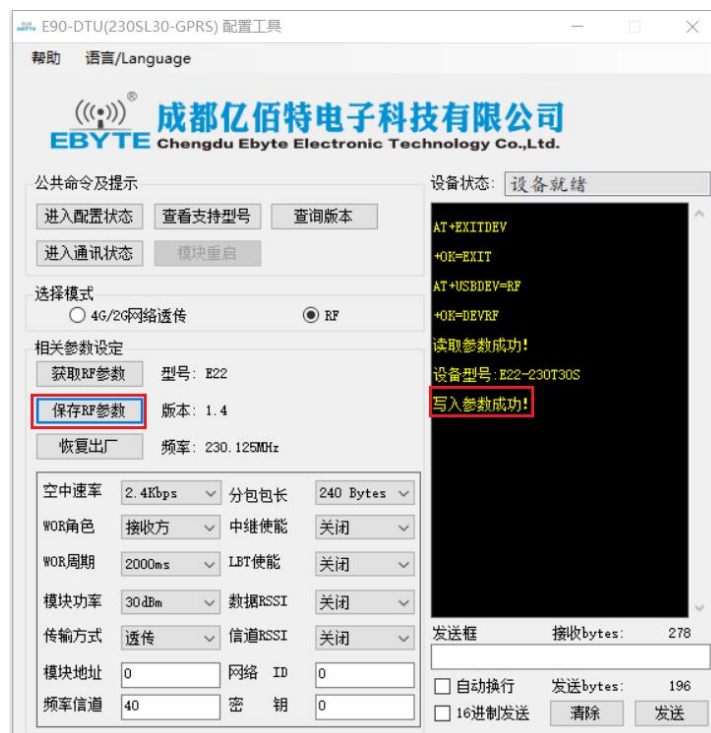 E90-DTU(230SL30-GPRS) 配置工具
帮助 语言/Language
EBYTE ®
成都亿佰特电子科技有限公司
Chengdu Ebyte Electronic Technology Co.,Ltd.
公共命令及提示
进入配置状态 查看支持型号 查询版本
进入通讯状态 模块重启
选择模式
4G/2G网络透传 RF
相关参数设定
获取RF参数 型号: E22
保存RF参数 版本: 1.4
恢复出厂 频率: 230.125MHz
空中速率 2.4Kbps 分包包长 240 Bytes
WOR角色 接收方 中继使能 关闭
WOR周期 2000ms LBT使能 关闭
模块功率 30dBm 数据RSSI 关闭
传输方式 透传 信道RSSI 关闭
模块地址 0 网络 ID 0
频率信道 40 密 钥 0
设备状态: 设备就绪
AT+EXITDEV
+OK=EXIT
AT+USBDEV=RF
+OK=DEVRF
读取参数成功!
设备型号:E22-230T30S
写入参数成功!
发送框 接收bytes: 278
自动换行 发送bytes: 196
16进制发送 清除 发送